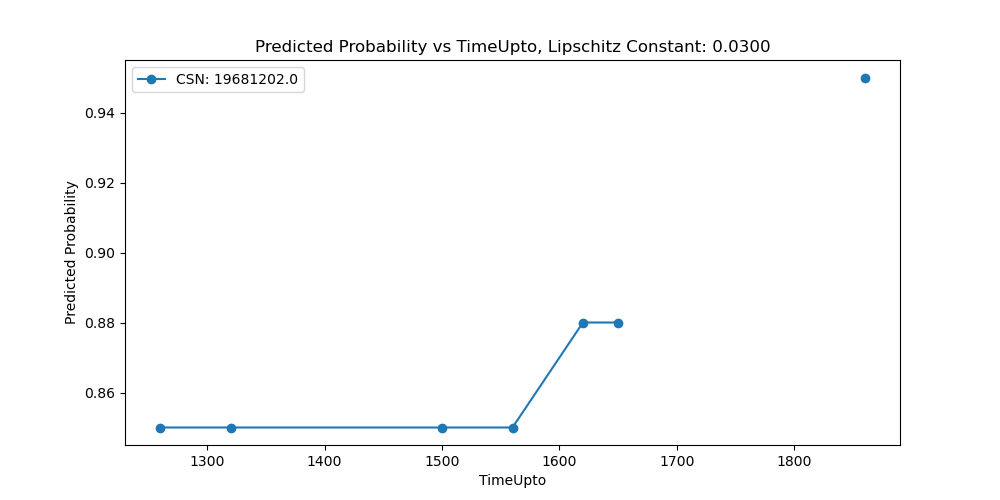 Predicted Probability vs TimeUpto, Lipschitz Constant: 0.0300
CSN: 19681202.0
Predicted Probability
0.94
0.92
0.90
0.88
0.86
1300 1400 1500 1600 1700 1800
TimeUpto